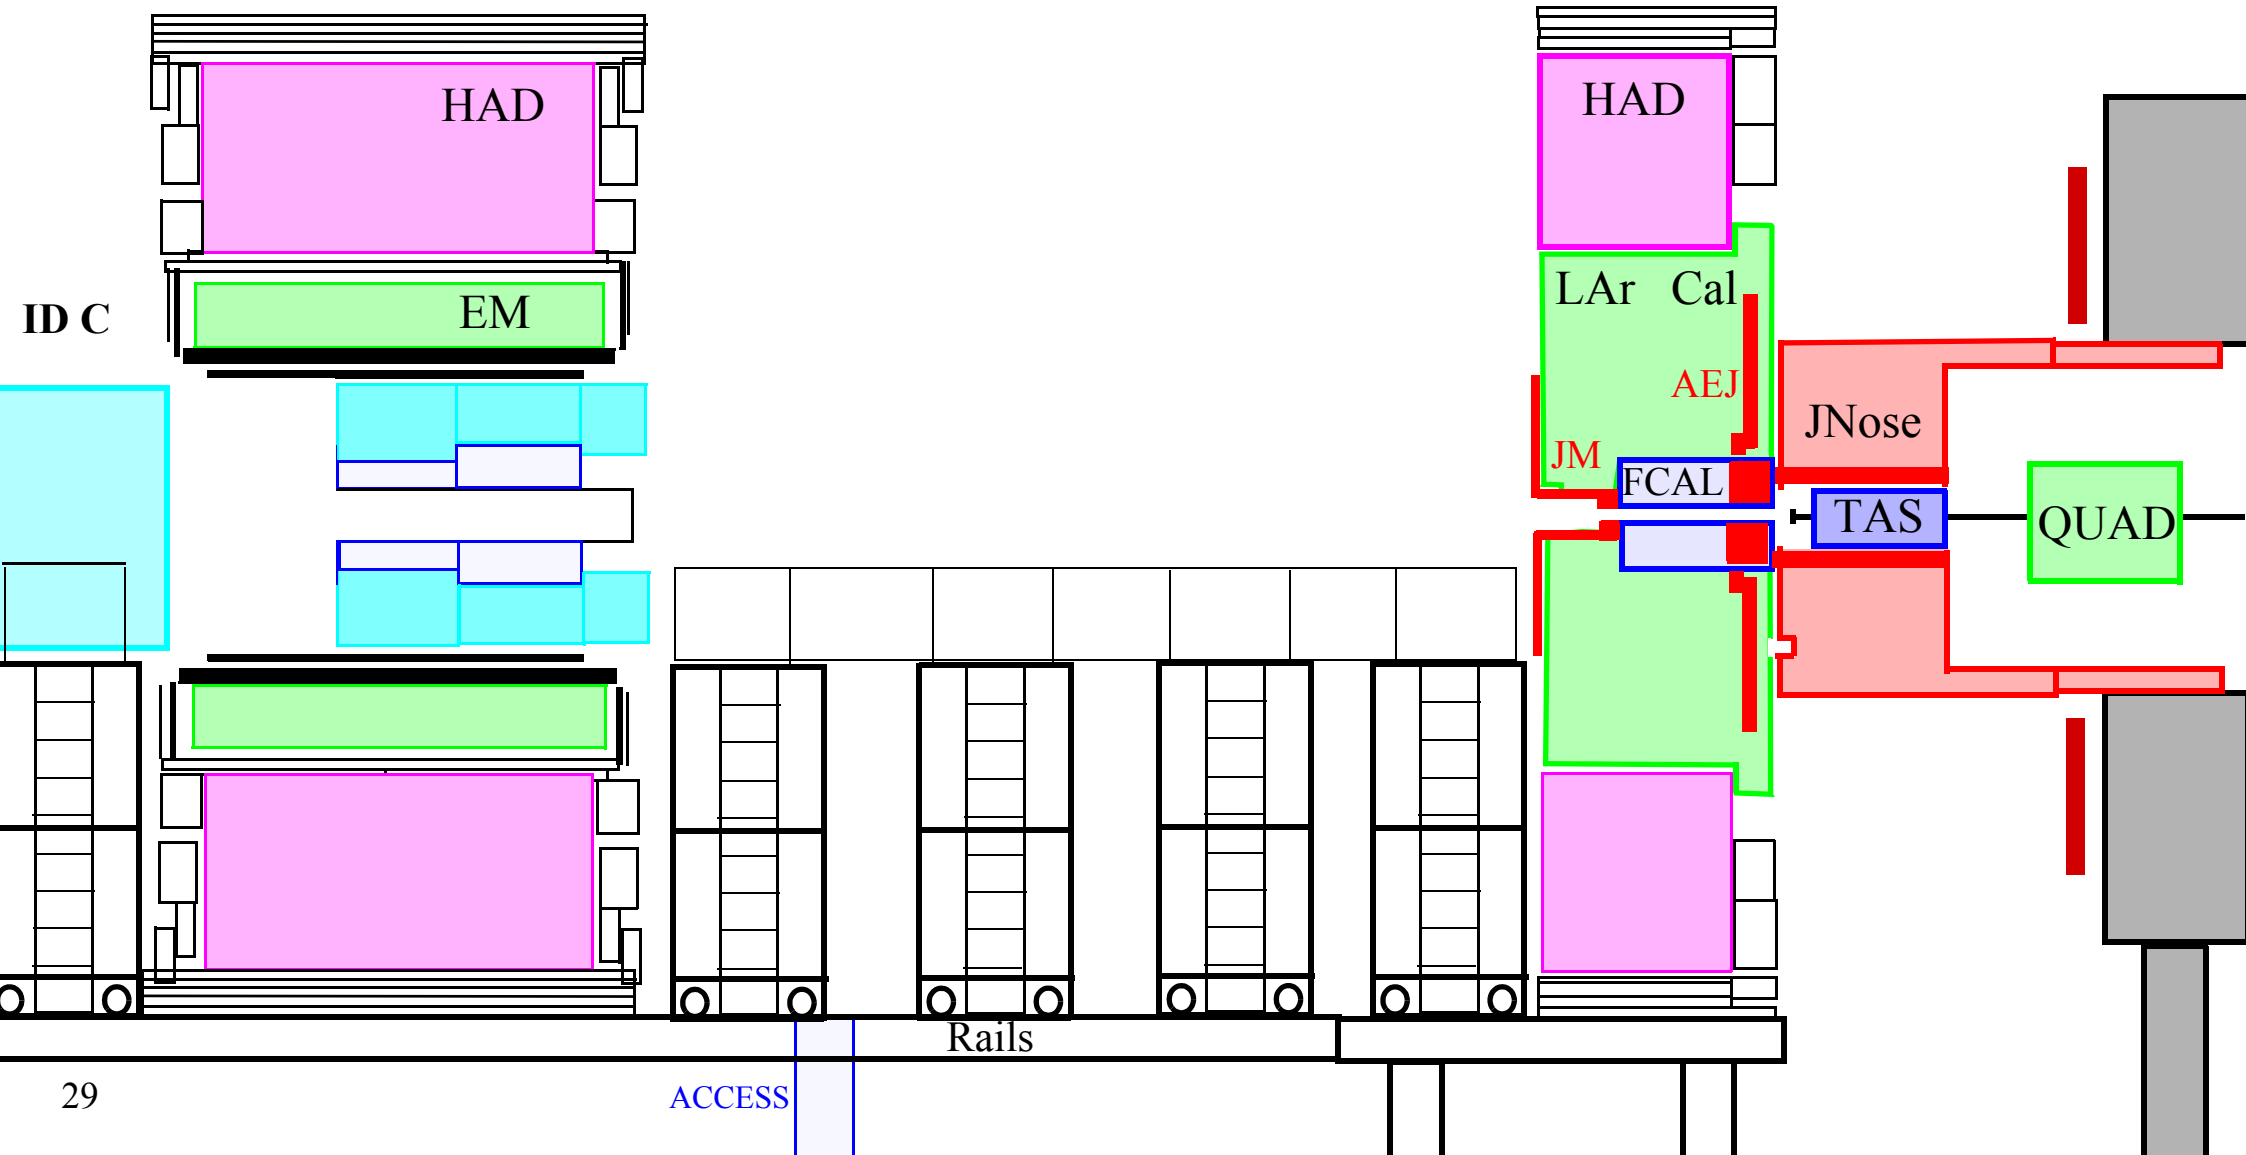 HAD
HAD
LAr Cal
EM
ID C
AEJ
JNose
JM
FCAL
TAS
QUAD
Rails
29
ACCESS